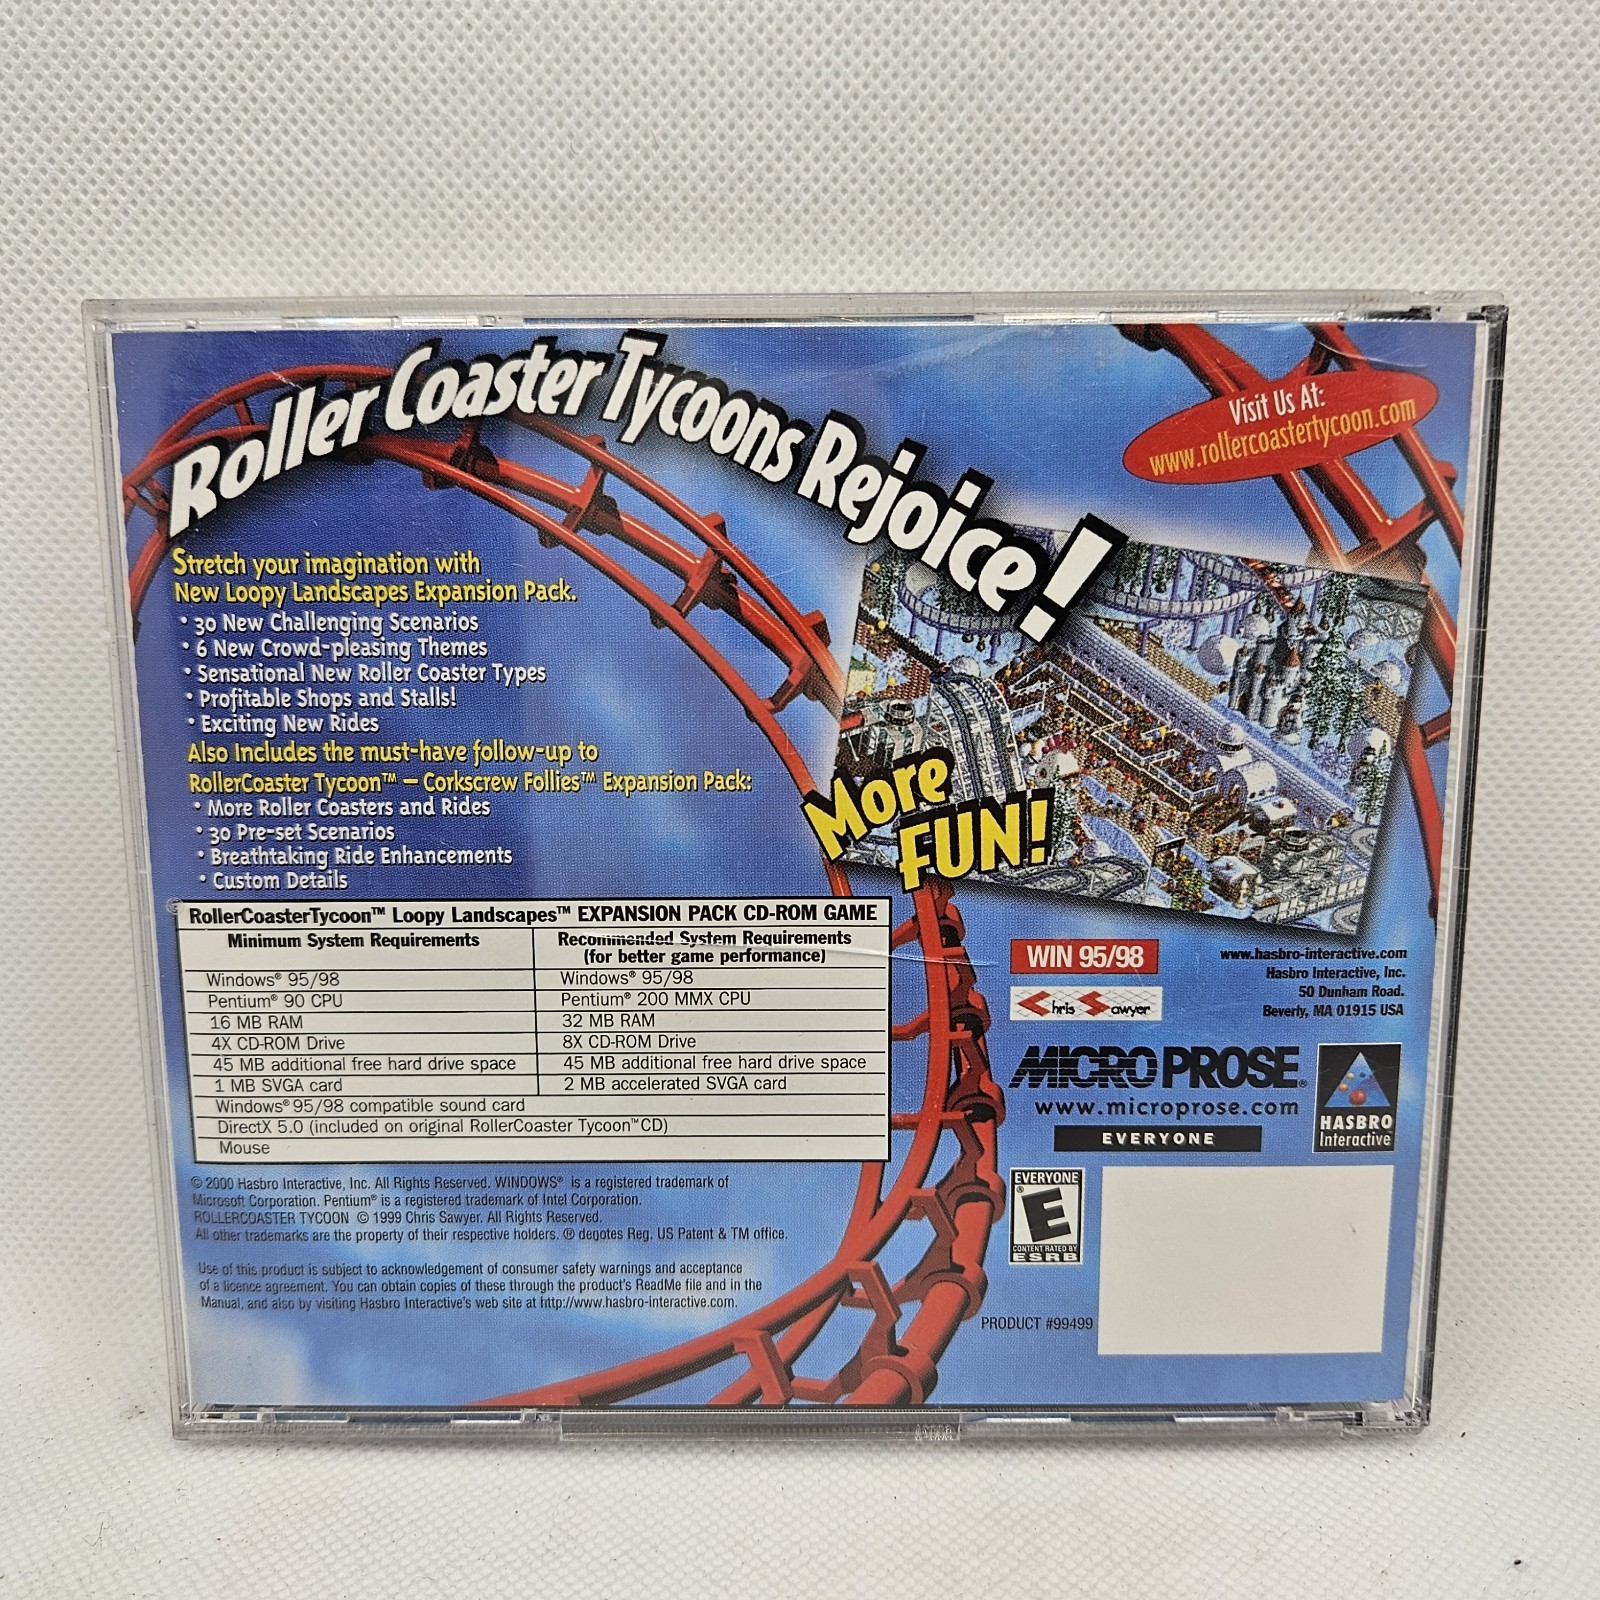 Roller Coaster Tycoons Rejoice!
Visit Us At:
www.rollercoastertycoon.com
Stretch your imagination with
New Loopy Landscapes Expansion Pack.
• 30 New Challenging Scenarios
• 6 New Crowd-pleasing Themes
• Sensational New Roller Coaster Types
• Profitable Shops and Stalls!
• Exciting New Rides
Also Includes the must-have follow-up to
RollerCoaster Tycoon™ – Corkscrew Follies™ Expansion Pack:
• More Roller Coasters and Rides
• 30 Pre-set Scenarios
• Breathtaking Ride Enhancements
• Custom Details
More
FUN!
RollerCoasterTycoon™ Loopy Landscapes™ EXPANSION PACK CD-ROM GAME
Minimum System Requirements
Recommended System Requirements
(for better game performance)
Windows® 95/98
Windows® 95/98
Pentium® 90 CPU
Pentium® 200 MMX CPU
16 MB RAM
32 MB RAM
4X CD-ROM Drive
8X CD-ROM Drive
45 MB additional free hard drive space
45 MB additional free hard drive space
1 MB SVGA card
2 MB accelerated SVGA card
Windows® 95/98 compatible sound card
DirectX 5.0 (included on original RollerCoaster Tycoon™ CD)
Mouse
© 2000 Hasbro Interactive, Inc. All Rights Reserved. WINDOWS® is a registered trademark of
Microsoft Corporation. Pentium® is a registered trademark of Intel Corporation.
ROLLERCOASTER TYCOON © 1999 Chris Sawyer. All Rights Reserved.
All other trademarks are the property of their respective holders. ® denotes Reg. US Patent & TM office.
Use of this product is subject to acknowledgement of consumer safety warnings and acceptance
of a licence agreement. You can obtain copies of these through the product's ReadMe file and in the
Manual, and also by visiting Hasbro Interactive's web site at http://www.hasbro-interactive.com.
WIN 95/98
Chris Sawyer
www.hasbro-interactive.com
Hasbro Interactive, Inc.
50 Dunham Road.
Beverly, MA 01915 USA
MICRO PROSE®
www.microprose.com
HASBRO
Interactive
EVERYONE
EVERYONE
E
®
CONTENT RATED BY
ESRB
PRODUCT #99499